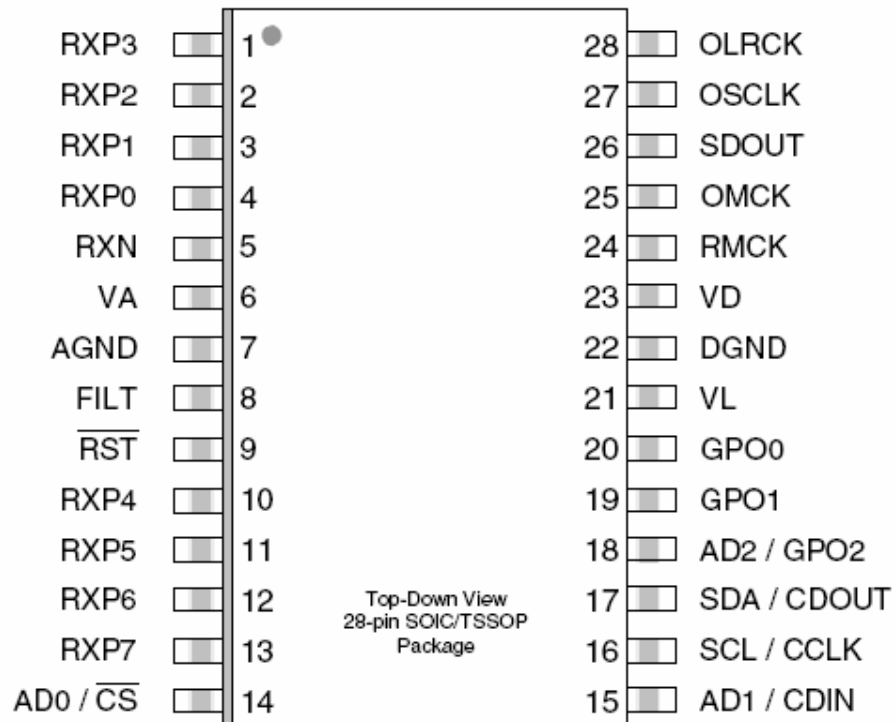 RXP3 1 28 OLRCK
RXP2 2 27 OSCLK
RXP1 3 26 SDOUT
RXP0 4 25 OMCK
RXN 5 24 RMCK
VA 6 23 VD
AGND 7 22 DGND
FILT 8 21 VL
RST 9 20 GPO0
RXP4 10 19 GPO1
RXP5 11 18 AD2 / GPO2
RXP6 12 17 SDA / CDOUT
RXP7 13 16 SCL / CCLK
AD0 / CS 14 15 AD1 / CDIN
Top-Down View
28-pin SOIC/TSSOP
Package